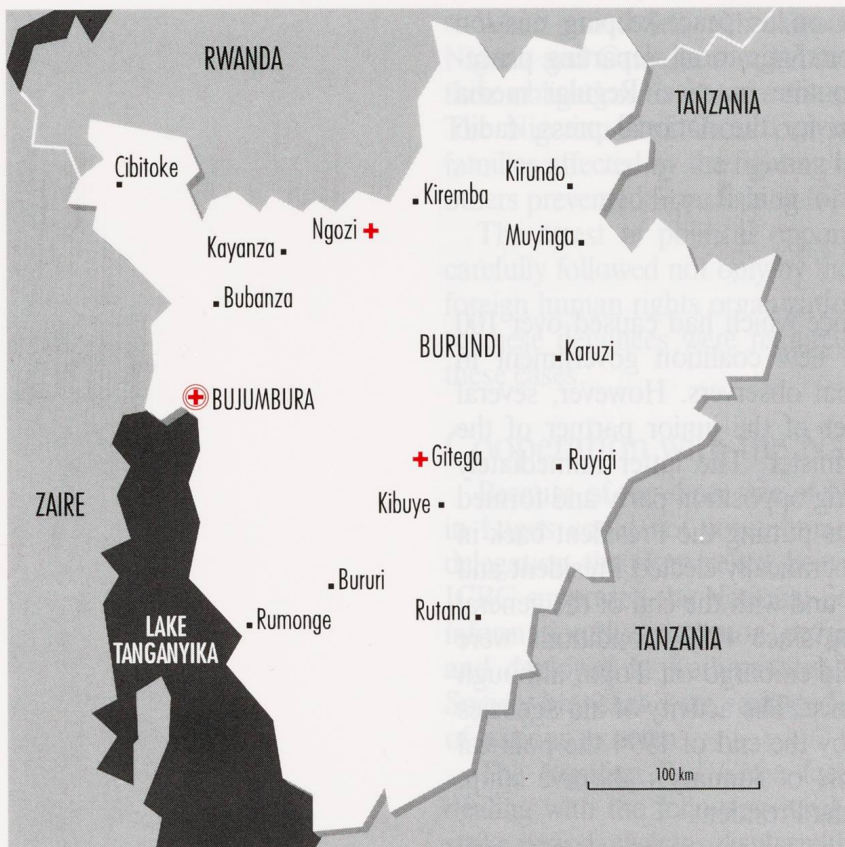 RWANDA
TANZANIA
Cibitoke
Kirundo
Kiremba
Ngozi
Muyinga
Kayanza
Bubanza
BURUNDI
Karuzi
BUJUMBURA
Gitega
Ruyigi
ZAIRE
Kibuye
Bururi
Rutana
Rumonge
LAKE
TANGANYIKA
TANZANIA
100 km